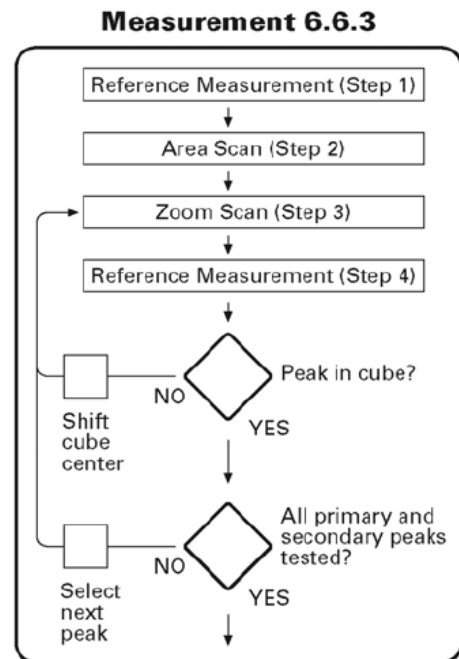 Measurement 6.6.3
Reference Measurement (Step 1)
Area Scan (Step 2)
Zoom Scan (Step 3)
Reference Measurement (Step 4)
Peak in cube?
NO
Shift
cube
center
YES
All primary and
secondary peaks
tested?
NO
Select
next
peak
YES